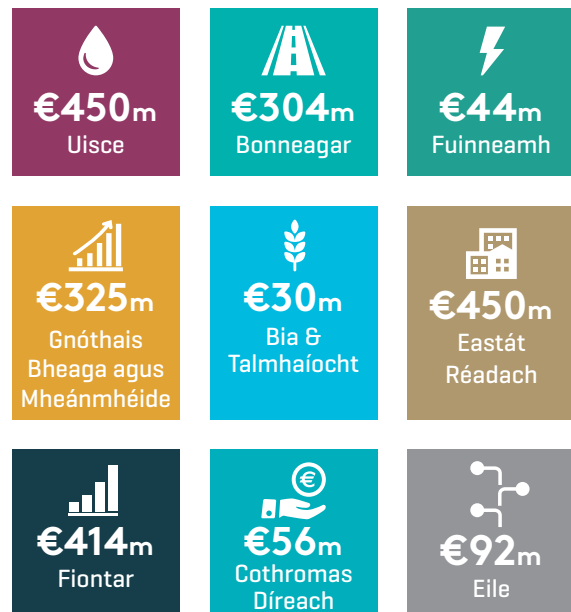 €450m
Uisce
€304m
Bonneagar
€44m
Fuinneamh
€325m
Gnóthais
Bheaga agus
Mheánmhéide
€30m
Bia &
Talmhaíocht
€450m
Eastát
Réadach
€414m
Fiontar
€
€56m
Cothromas
Díreach
€92m
Eile